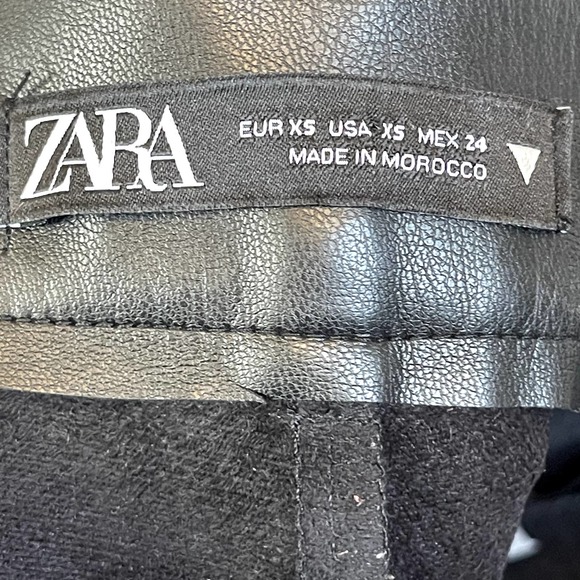 ZARA
EUR XS USA XS MEX 24
MADE IN MOROCCO